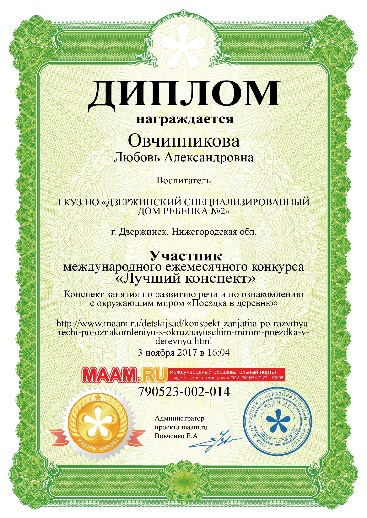 ДИПЛОМ
награждается
Овчинникова
Любовь Александровна
Воспитатель
ГКУЗ НО «ДЗЕРЖИНСКИЙ СПЕЦИАЛИЗИРОВАННЫЙ
ДОМ РЕБЕНКА №2»
г. Дзержинск. Нижегородская обл.
Участник
международного ежемесячного конкурса
«Лучший конспект»
Конспект занятия по развитию речи и по ознакомлению
с окружающим миром «Поездка в деревню»
http://www.maam.ru/detskijsad/konspekt-zanjatija-po-razvitiyu
rechi-po-oznakomleniyu-s-okruzhayuschim-mirom-poezdka-v-
derevnyu.html
3 ноября 2017 в 16:04
MAAM.RU
Международный образовательный портал
790523-002-014
Администратор
проекта maam.ru